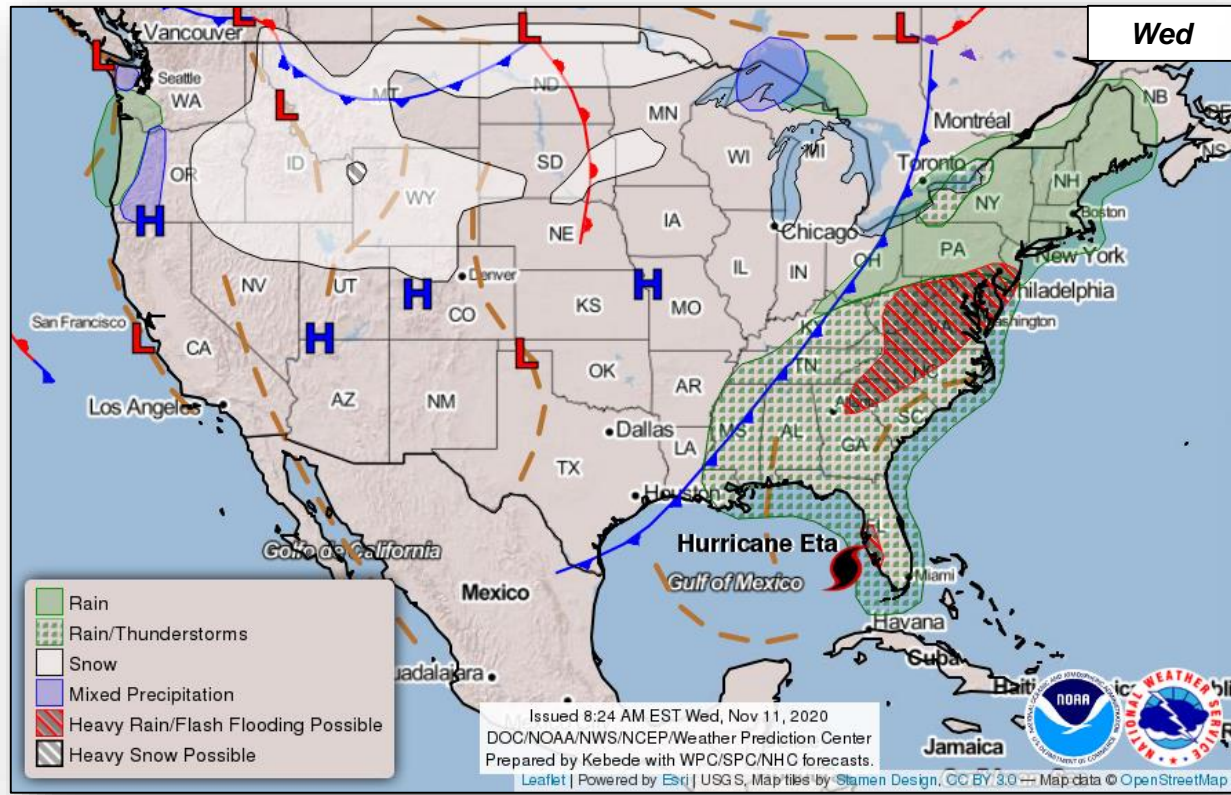 Wed
L
L
L
L
Vancouver
Seattle
WA
MT
ND
MN
NB
Montréal
NS
L
OR
ID
WY
SD
WI
MI
Toronto
NH
NY
Boston
H
NE
IA
Chicago
OH
PA
New York
NV
UT
H
Denver
CO
KS
H
MO
IL
IN
Philadelphia
VA
Washington
San Francisco
L
CA
H
L
OK
KY
TN
NC
AR
Los Angeles
AZ
NM
Dallas
MS
AL
Atlanta
GA
SC
LA
TX
Houston
Hurricane Eta
FL
Golfo de California
Gulf of Mexico
Miami
Mexico
Havana
Cuba
Rain
Rain/Thunderstorms
Snow
Mixed Precipitation
Heavy Rain/Flash Flooding Possible
Heavy Snow Possible
uadalajara
Haiti
Jamaica
NOAA
NATIONAL WEATHER SERVICE
Issued 8:24 AM EST Wed, Nov 11, 2020
DOC/NOAA/NWS/NCEP/Weather Prediction Center
Prepared by Kebede with WPC/SPC/NHC forecasts.
Leaflet | Powered by Esri | USGS, Map tiles by Stamen Design, CC BY 3.0 — Map data © OpenStreetMap